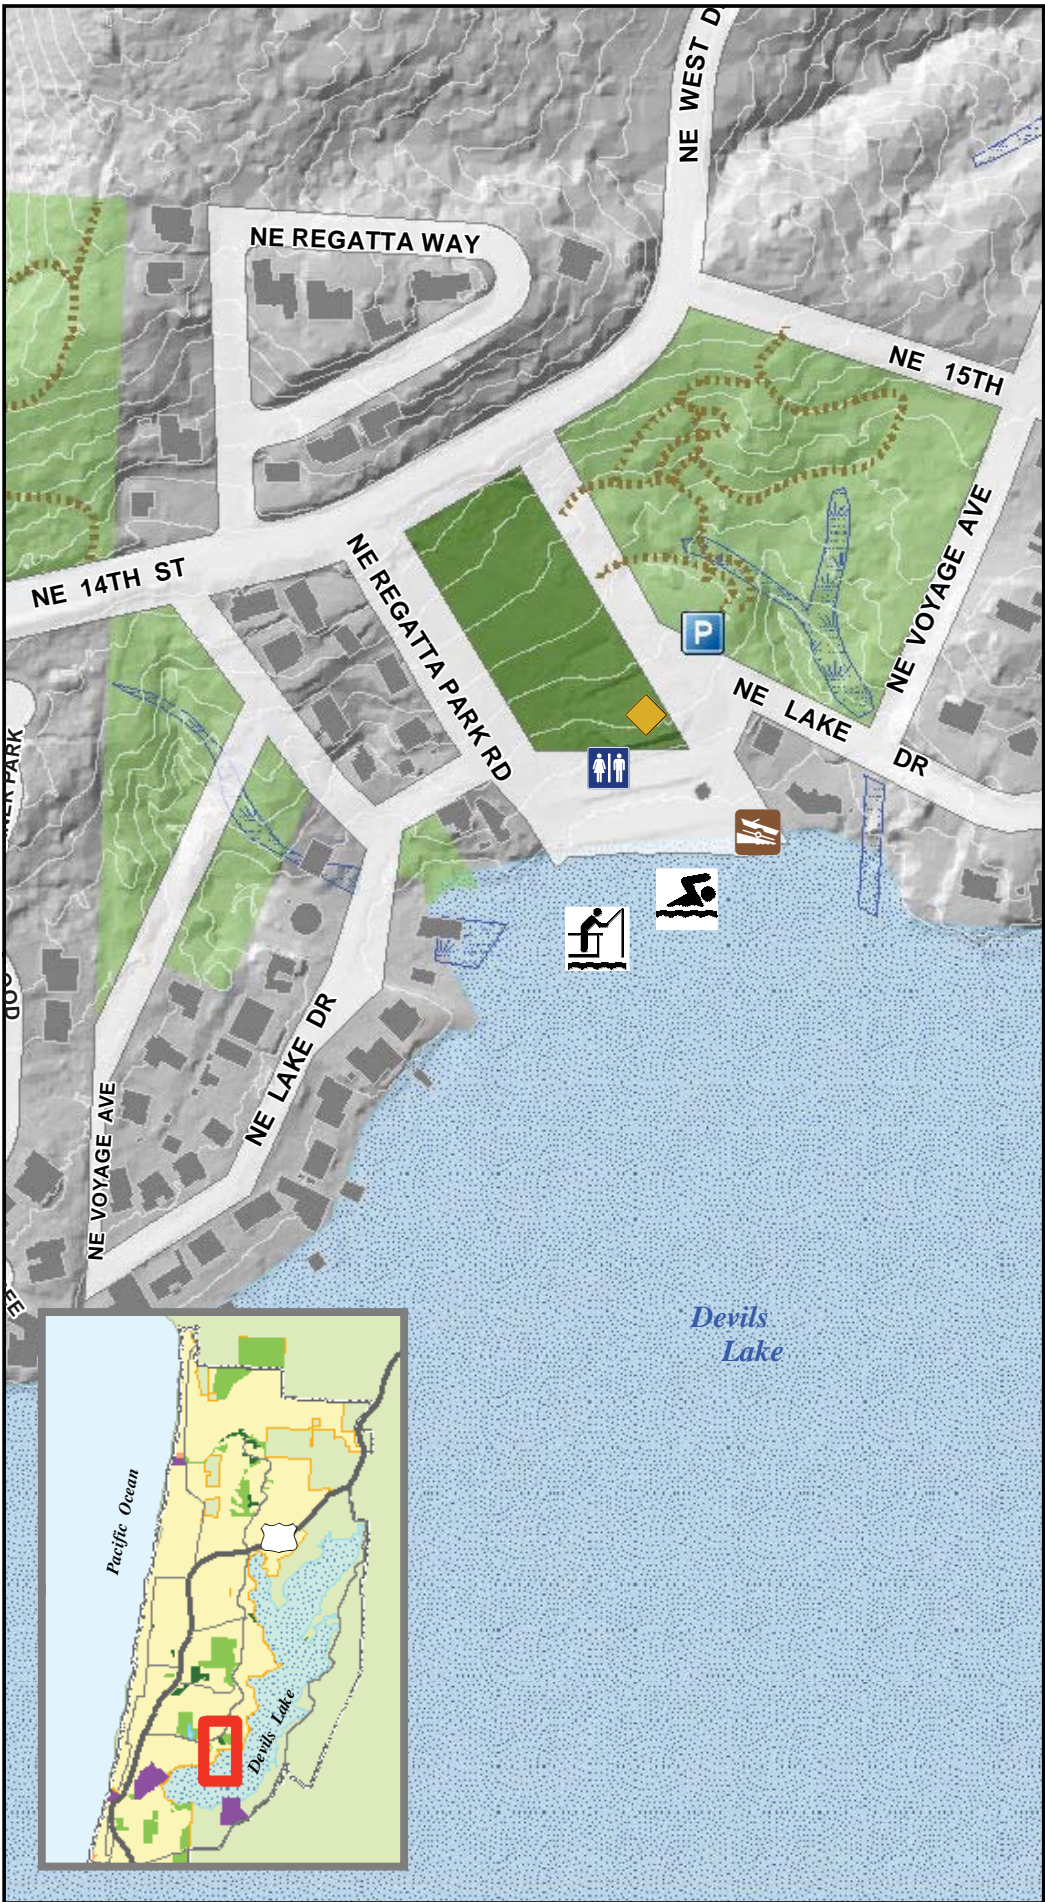 NE WEST D
NE REGATTA WAY
NE 15TH
NE 14TH ST
NE REGATTA PARK RD
NE VOYAGE AVE
P
NE LAKE DR
NE LAKE DR
NE VOYAGE AVE
Devils
Lake
Pacific Ocean
Devils Lake